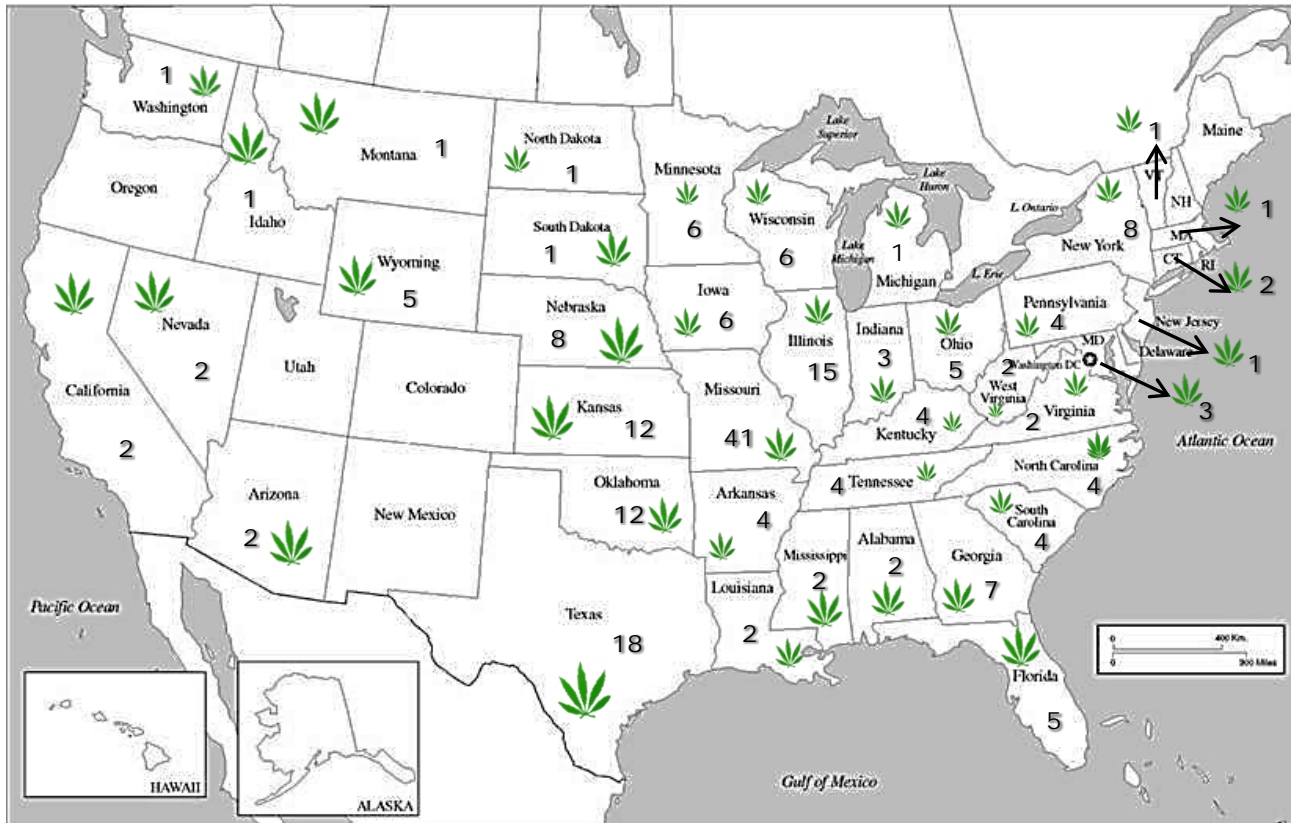 1
Washington
Montana
1
Oregon
1
Idaho
North Dakota
1
South Dakota
1
Minnesota
6
Lake
Superior
Wisconsin
6
Lake
Michigan
Lake
Huron
1
Michigan
L. Ontario
L. Erie
1
VT
Maine
NH
8
New York
MA
1
CT
RI
2
Wyoming
5
Nebraska
8
Iowa
6
Nevada
2
Utah
Colorado
California
2
Kansas
12
Missouri
41
Illinois
15
Indiana
3
Ohio
5
Pennsylvania
4
New Jersey
1
MD
Delaware
Washington DC
3
2
West
Virginia
Virginia
2
4
Kentucky
Atlantic Ocean
4
Tennessee
North Carolina
4
South
Carolina
4
Arizona
2
New Mexico
Oklahoma
12
Arkansas
4
Mississippi
2
Alabama
2
Georgia
7
Louisiana
2
Texas
18
Florida
5
Pacific Ocean
Gulf of Mexico
HAWAII
ALASKA
0
400 Km.
0
300 Miles